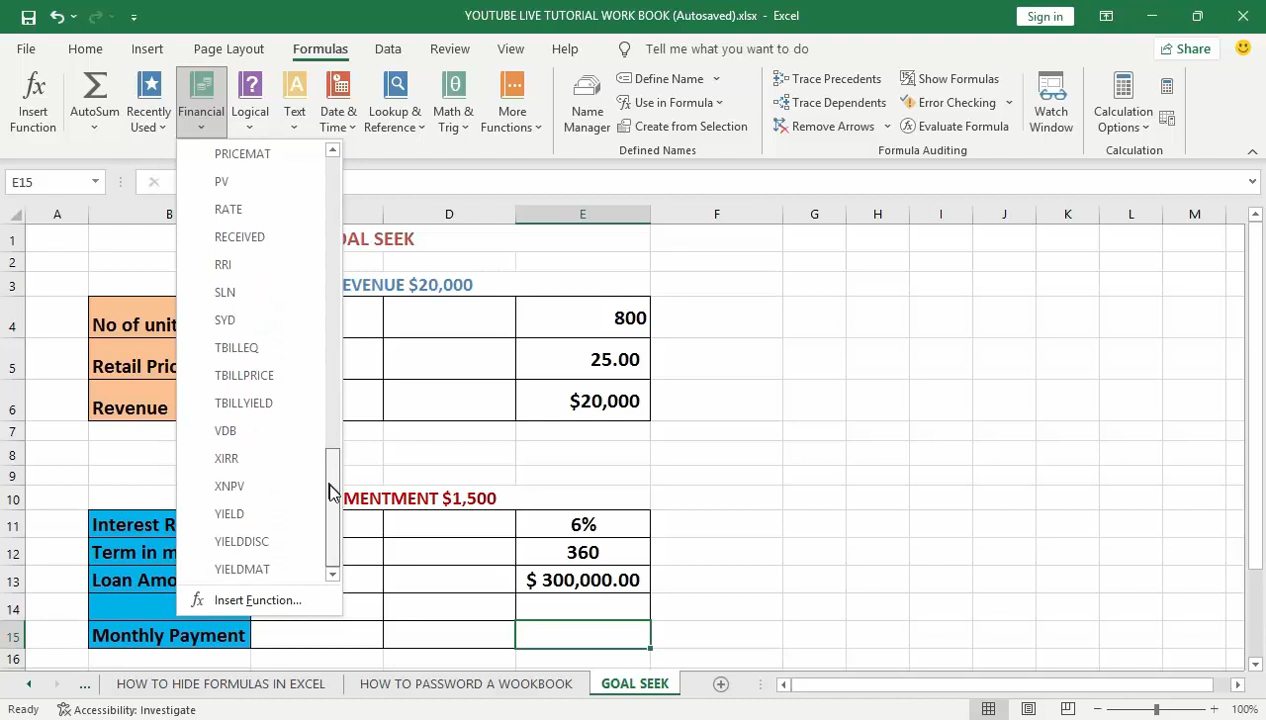 YOUTUBE LIVE TUTORIAL WORK BOOK (Autosaved).xlsx - Excel
Sign in
File Home Insert Page Layout Formulas Data Review View Help Tell me what you want to do Share
Insert Function
AutoSum
Recently Used
Financial
Logical
Text
Date & Time
Lookup & Reference
Math & Trig
More Functions
Name Manager
Define Name
Use in Formula
Create from Selection
Defined Names
Trace Precedents
Trace Dependents
Remove Arrows
Show Formulas
Error Checking
Evaluate Formula
Formula Auditing
Watch Window
Calculation Options
Calculation
E15
PRICEMAT
PV
RATE
RECEIVED
RRI
SLN
SYD
TBILLEQ
TBILLPRICE
TBILLYIELD
VDB
XIRR
XNPV
YIELD
YIELDDISC
YIELDMAT
fx Insert Function...
A B D E F G H I J K L M
1 OAL SEEK
2
3 EVENUE $20,000
4 No of unit 800
5 Retail Pric 25.00
6 Revenue $20,000
7
8
9
10 MENTMENT $1,500
11 Interest R 6%
12 Term in m 360
13 Loan Amo $ 300,000.00
14
15 Monthly Payment
16
... HOW TO HIDE FORMULAS IN EXCEL HOW TO PASSWORD A WOOKBOOK GOAL SEEK
Ready Accessibility: Investigate 100%